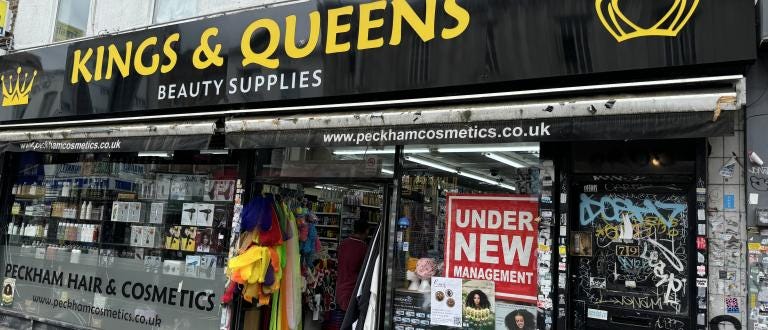 KINGS & QUEENS
BEAUTY SUPPLIES
www.peckhamcosmetics.co.uk
www.peckhamcosmetics.co.uk
UNDER
NEW
MANAGEMENT
PECKHAM HAIR & COSMETICS
www.peckhamcosmetics.co.uk
719